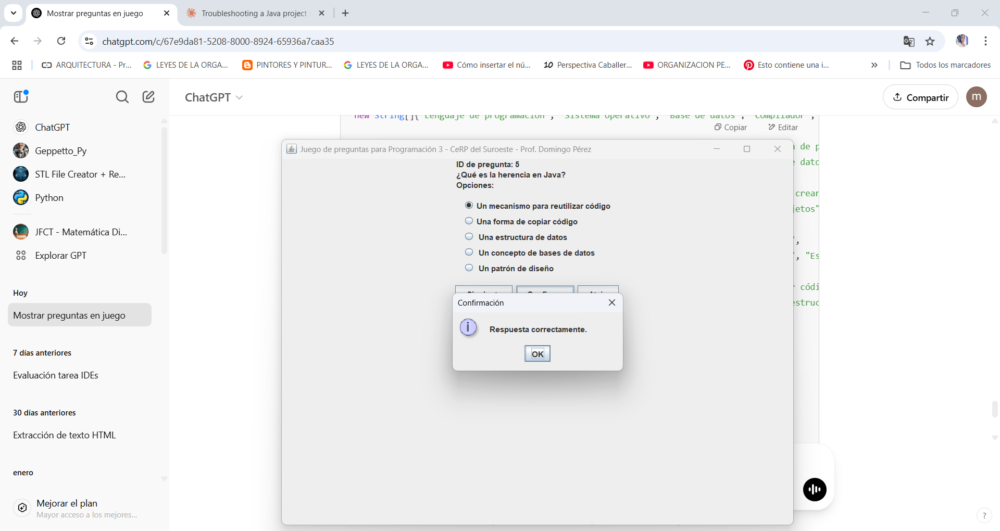 Mostrar preguntas en juego
Troubleshooting a Java project
chatgpt.com/c/67e9da81-5208-8000-8924-65936a7caa35
ARQUITECTURA - Pr...
LEYES DE LA ORGA...
PINTORES Y PINTUR...
LEYES DE LA ORGA...
Cómo insertar el nú...
10 Perspectiva Caballer...
ORGANIZACION PE...
Esto contiene una i...
Todos los marcadores
ChatGPT
Compartir
m
new String[]{"Lenguaje de programación", "Sistema operativo", "Base de datos", "Compilador",
Copiar
Editar
ChatGPT
Geppetto_Py
STL File Creator + Re...
Python
JFCT - Matemática Di...
Explorar GPT
Hoy
Mostrar preguntas en juego
7 días anteriores
Evaluación tarea IDEs
30 días anteriores
Extracción de texto HTML
enero
Mejorar el plan
Mayor acceso a los mejores...
Juego de preguntas para Programación 3 - CeRP del Suroeste - Prof. Domingo Pérez
ID de pregunta: 5
¿Qué es la herencia en Java?
Opciones:
Un mecanismo para reutilizar código
Una forma de copiar código
Una estructura de datos
Un concepto de bases de datos
Un patrón de diseño
Confirmación
Respuesta correctamente.
OK
de p
dato
crear
jetos"
",
", "Es
códi
estruc
?